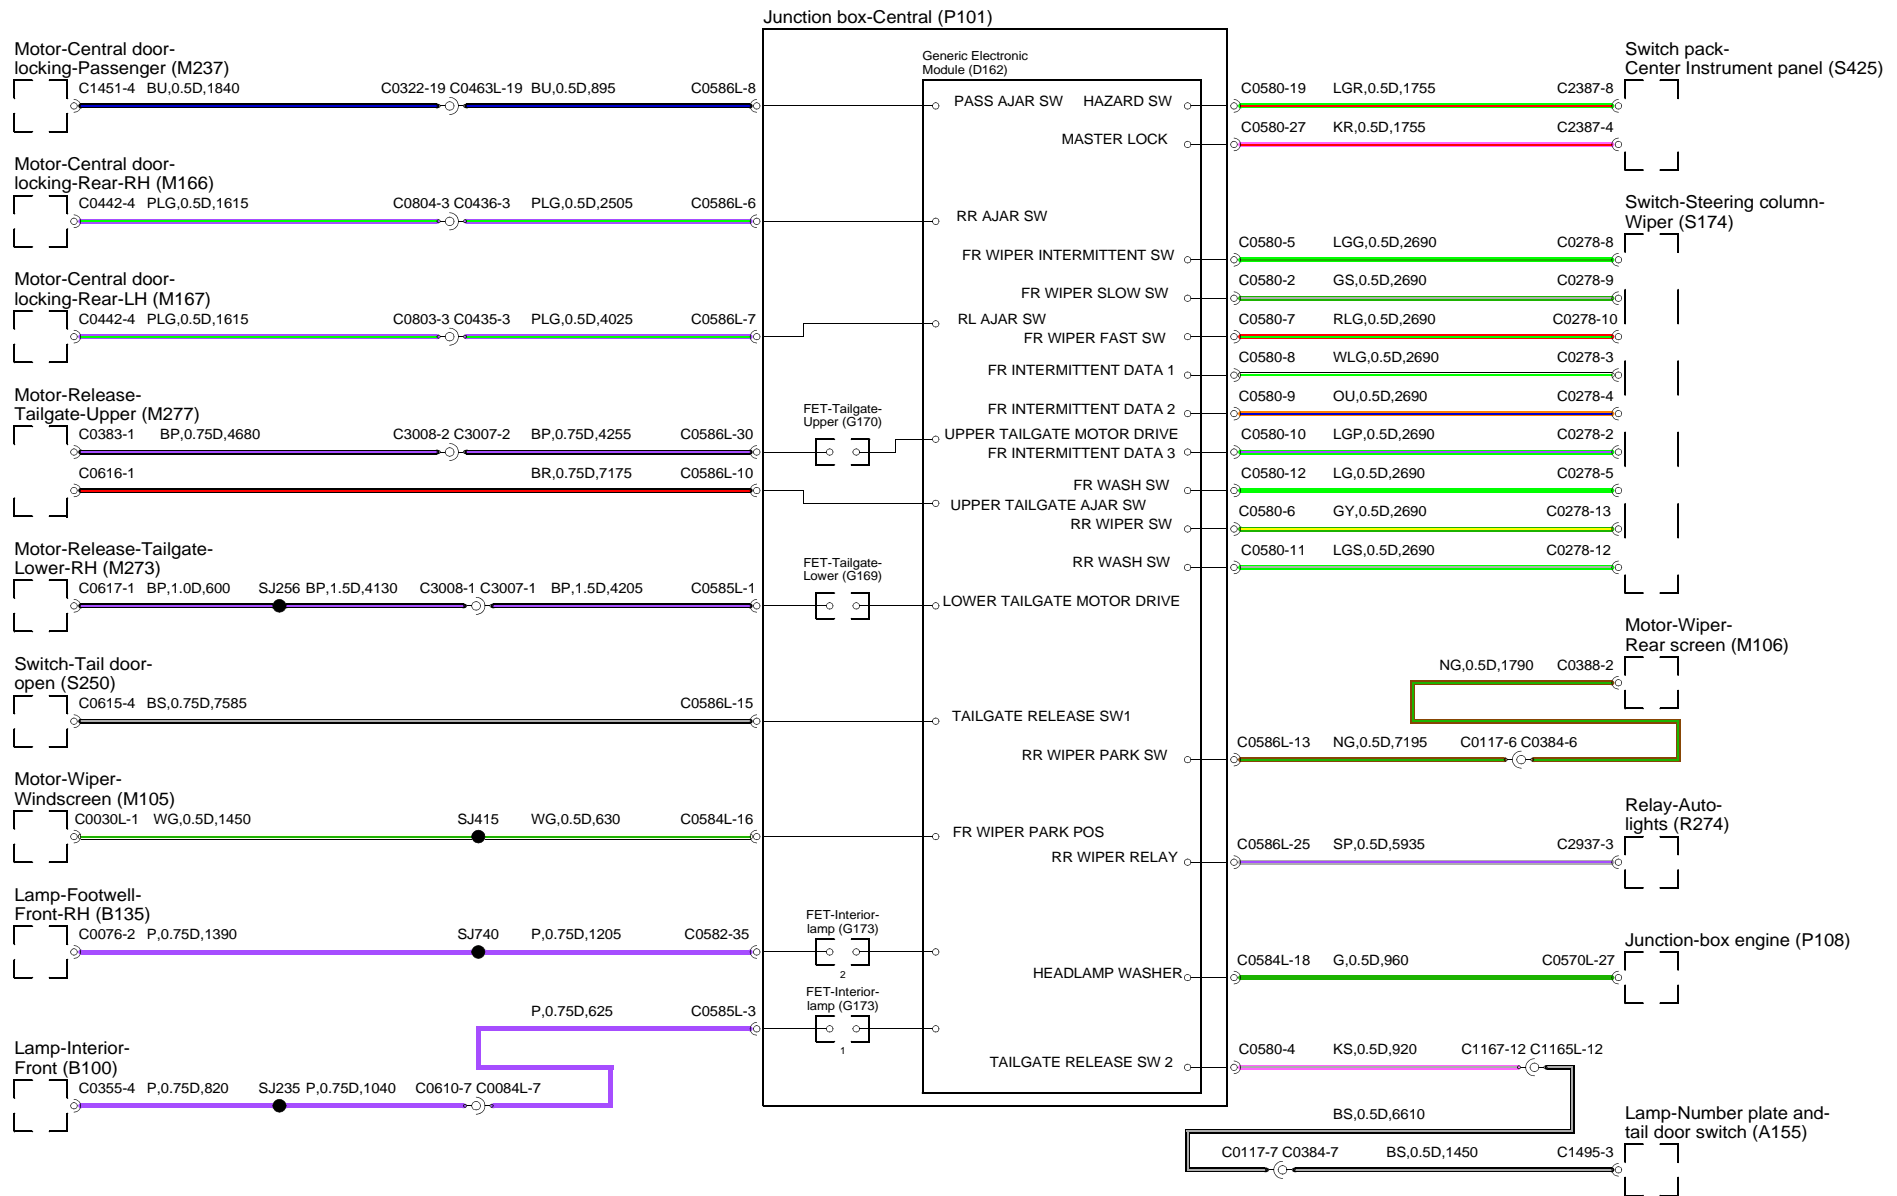 Junction box-Central (P101)
Generic Electronic
Module (D162)
Motor-Central door-
locking-Passenger (M237)
C1451-4 BU,0.5D,1840 C0322-19 C0463L-19 BU,0.5D,895 C0586L-8
Motor-Central door-
locking-Rear-RH (M166)
C0442-4 PLG,0.5D,1615 C0804-3 C0436-3 PLG,0.5D,2505 C0586L-6
Motor-Central door-
locking-Rear-LH (M167)
C0442-4 PLG,0.5D,1615 C0803-3 C0435-3 PLG,0.5D,4025 C0586L-7
Motor-Release-
Tailgate-Upper (M277)
C0383-1 BP,0.75D,4680 C3008-2 C3007-2 BP,0.75D,4255 C0586L-30
C0616-1 BR,0.75D,7175 C0586L-10
Motor-Release-Tailgate-
Lower-RH (M273)
C0617-1 BP,1.0D,600 SJ256 BP,1.5D,4130 C3008-1 C3007-1 BP,1.5D,4205 C0585L-1
Switch-Tail door-
open (S250)
C0615-4 BS,0.75D,7585 C0586L-15
Motor-Wiper-
Windscreen (M105)
C0030L-1 WG,0.5D,1450 SJ415 WG,0.5D,630 C0584L-16
Lamp-Footwell-
Front-RH (B135)
C0076-2 P,0.75D,1390 SJ740 P,0.75D,1205 C0582-35
P,0.75D,625 C0585L-3
Lamp-Interior-
Front (B100)
C0355-4 P,0.75D,820 SJ235 P,0.75D,1040 C0610-7 C0084L-7
FET-Tailgate-
Upper (G170)
FET-Tailgate-
Lower (G169)
FET-Interior-
lamp (G173)
2
FET-Interior-
lamp (G173)
1
PASS AJAR SW HAZARD SW
MASTER LOCK
RR AJAR SW
FR WIPER INTERMITTENT SW
FR WIPER SLOW SW
RL AJAR SW
FR WIPER FAST SW
FR INTERMITTENT DATA 1
FR INTERMITTENT DATA 2
UPPER TAILGATE MOTOR DRIVE
FR INTERMITTENT DATA 3
FR WASH SW
UPPER TAILGATE AJAR SW
RR WIPER SW
RR WASH SW
LOWER TAILGATE MOTOR DRIVE
TAILGATE RELEASE SW1
RR WIPER PARK SW
FR WIPER PARK POS
RR WIPER RELAY
HEADLAMP WASHER
TAILGATE RELEASE SW 2
Switch pack-
Center Instrument panel (S425)
C0580-19 LGR,0.5D,1755 C2387-8
C0580-27 KR,0.5D,1755 C2387-4
Switch-Steering column-
Wiper (S174)
C0580-5 LGG,0.5D,2690 C0278-8
C0580-2 GS,0.5D,2690 C0278-9
C0580-7 RLG,0.5D,2690 C0278-10
C0580-8 WLG,0.5D,2690 C0278-3
C0580-9 OU,0.5D,2690 C0278-4
C0580-10 LGP,0.5D,2690 C0278-2
C0580-12 LG,0.5D,2690 C0278-5
C0580-6 GY,0.5D,2690 C0278-13
C0580-11 LGS,0.5D,2690 C0278-12
Motor-Wiper-
Rear screen (M106)
NG,0.5D,1790 C0388-2
C0586L-13 NG,0.5D,7195 C0117-6 C0384-6
Relay-Auto-
lights (R274)
C0586L-25 SP,0.5D,5935 C2937-3
Junction-box engine (P108)
C0584L-18 G,0.5D,960 C0570L-27
C0580-4 KS,0.5D,920 C1167-12 C1165L-12
BS,0.5D,6610
Lamp-Number plate and-
tail door switch (A155)
C0117-7 C0384-7 BS,0.5D,1450 C1495-3